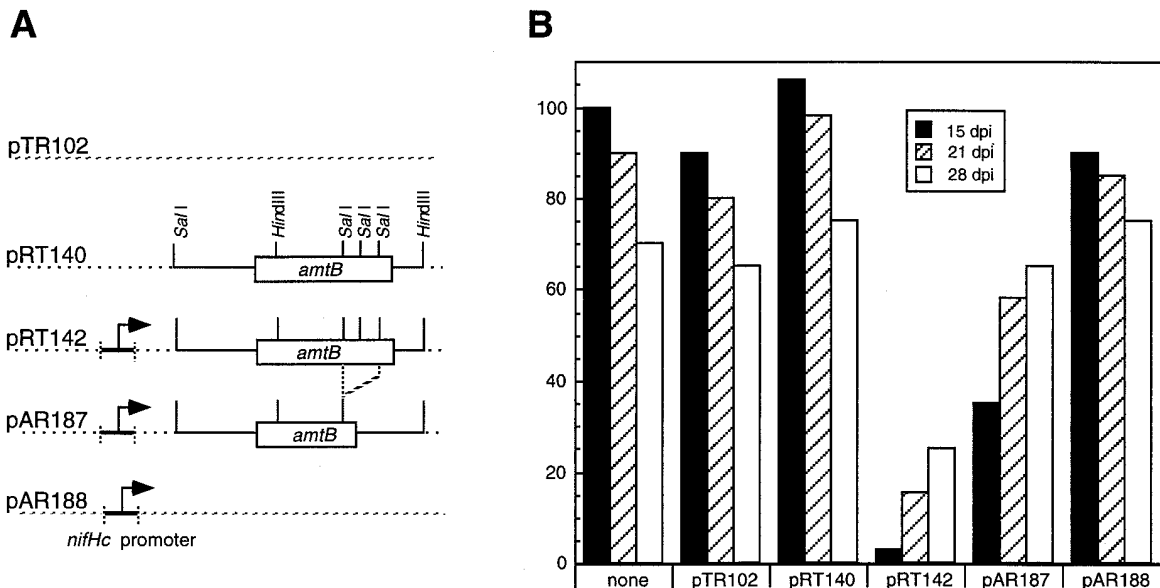 A
pTR102
pRT140
Sal I
HindIII
Sal I
Sal I
Sal I
HindIII
amtB
pRT142
amtB
pAR187
amtB
pAR188
nifHc promoter
B
100
80
60
40
20
0
15 dpi
21 dpi
28 dpi
none
pTR102
pRT140
pRT142
pAR187
pAR188